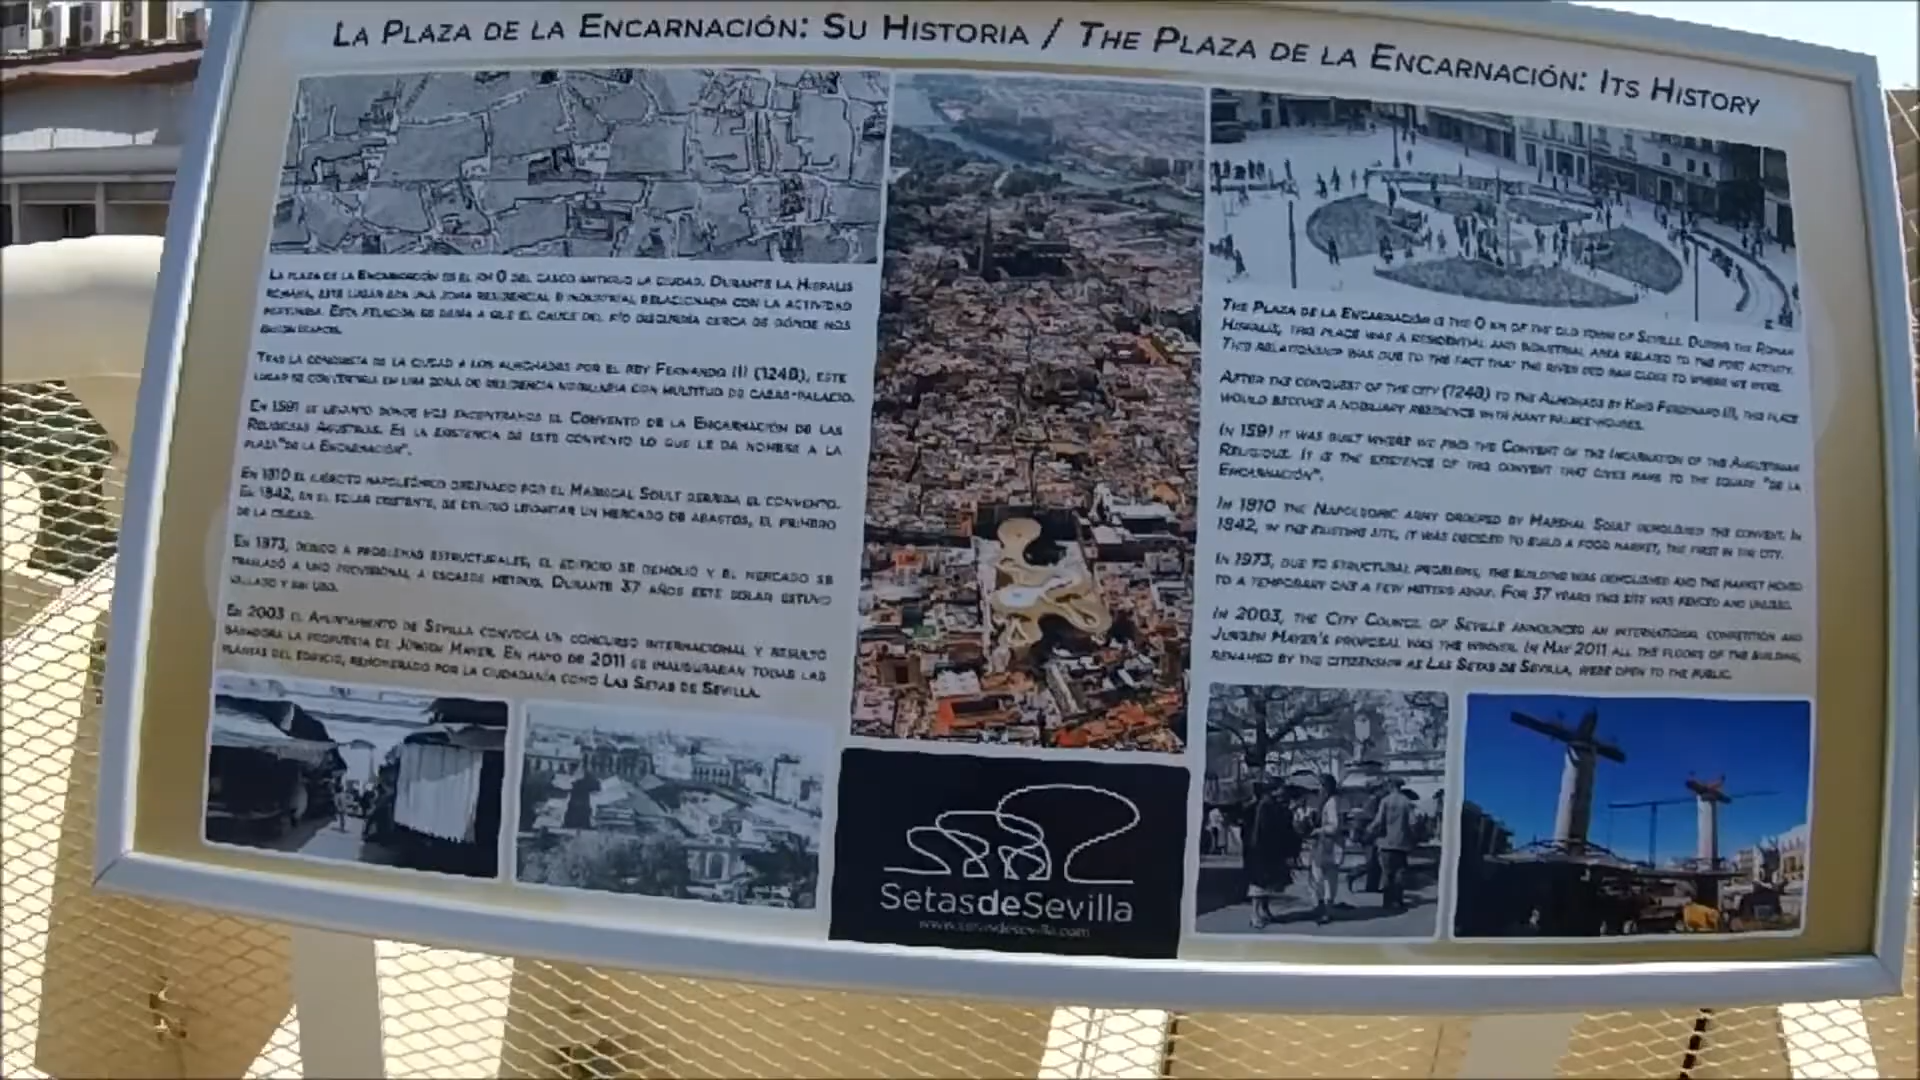 LA PLAZA DE LA ENCARNACIÓN: SU HISTORIA / THE PLAZA DE LA ENCARNACIÓN: ITS HISTORY
LA PLAZA DE LA ENCARNACIÓN ES EL KM 0 DEL CASCO ANTIGUO LA CIUDAD. DURANTE LA HISPALIS
ROMANA, ESTE LUGAR ERA UNA ZONA RESIDENCIAL E INDUSTRIAL RELACIONADA CON LA ACTIVIDAD
PORTUARIA. ESTA RELACIÓN SE DEBÍA A QUE EL CAUCE DEL RÍO DISCURRÍA CERCA DE DÓNDE NOS
ENCONTRAMOS.
TRAS LA CONQUISTA DE LA CIUDAD A LOS ALMOHADES POR EL REY FERNANDO III (1248), ESTE
LUGAR SE CONVERTIRÍA EN UNA ZONA DE RESIDENCIA NOBILIARIA CON MULTITUD DE CASAS-PALACIO.
EN 1591 SE LEVANTÓ DONDE NOS ENCONTRAMOS EL CONVENTO DE LA ENCARNACIÓN DE LAS
RELIGIOSAS AGUSTINAS. ES LA EXISTENCIA DE ESTE CONVENTO LO QUE LE DA NOMBRE A LA
PLAZA "DE LA ENCARNACIÓN".
EN 1810 EL EJÉRCITO NAPOLEÓNICO ORDENADO POR EL MARISCAL SOULT DERRIBA EL CONVENTO.
EN 1842, EN EL SOLAR EXISTENTE, SE DECIDIÓ LEVANTAR UN MERCADO DE ABASTOS, EL PRIMERO
DE LA CIUDAD.
EN 1973, DEBIDO A PROBLEMAS ESTRUCTURALES, EL EDIFICIO SE DEMOLIÓ Y EL MERCADO SE
TRASLADÓ A UNO PROVISIONAL A ESCASOS METROS. DURANTE 37 AÑOS ESTE SOLAR ESTUVO
VALLADO Y SIN USO.
EN 2003 EL AYUNTAMIENTO DE SEVILLA CONVOCA UN CONCURSO INTERNACIONAL Y RESULTÓ
GANADORA LA PROPUESTA DE JÜRGEN MAYER. EN MAYO DE 2011 SE INAUGURABAN TODAS LAS
PLANTAS DEL EDIFICIO, RENOMBRADO POR LA CIUDADANÍA COMO LAS SETAS DE SEVILLA.
SetasdeSevilla
www.setasdesevilla.com
THE PLAZA DE LA ENCARNACIÓN IS THE 0 KM OF THE OLD TOWN OF SEVILLE. DURING THE ROMAN
HISPALIS, THIS PLACE WAS A RESIDENTIAL AND INDUSTRIAL AREA RELATED TO THE PORT ACTIVITY.
THIS RELATIONSHIP WAS DUE TO THE FACT THAT THE RIVER BED RAN CLOSE TO WHERE WE WERE.
AFTER THE CONQUEST OF THE CITY (1248) TO THE ALMOHADS BY KING FERDINAND III, THIS PLACE
WOULD BECOME A NOBILIARY RESIDENCE WITH MANY PALACE-HOUSES.
IN 1591 IT WAS BUILT WHERE WE FIND THE CONVENT OF THE INCARNATION OF THE AUGUSTINIAN
RELIGIOUS. IT IS THE EXISTENCE OF THIS CONVENT THAT GIVES NAME TO THE SQUARE "DE LA
ENCARNACIÓN".
IN 1810 THE NAPOLEONIC ARMY ORDERED BY MARSHAL SOULT DEMOLISHED THE CONVENT. IN
1842, IN THE EXISTING SITE, IT WAS DECIDED TO BUILD A FOOD MARKET, THE FIRST IN THE CITY.
IN 1973, DUE TO STRUCTURAL PROBLEMS, THE BUILDING WAS DEMOLISHED AND THE MARKET MOVED
TO A TEMPORARY ONE A FEW METERS AWAY. FOR 37 YEARS THIS SITE WAS FENCED AND UNUSED.
IN 2003, THE CITY COUNCIL OF SEVILLE ANNOUNCED AN INTERNATIONAL COMPETITION AND
JÜRGEN MAYER'S PROPOSAL WAS THE WINNER. IN MAY 2011 ALL THE FLOORS OF THE BUILDING,
RENAMED BY THE CITIZENSHIP AS LAS SETAS DE SEVILLA, WERE OPEN TO THE PUBLIC.